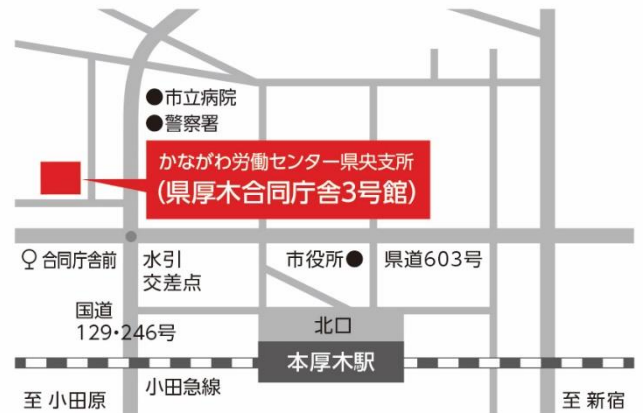 ●市立病院
●警察署
かながわ労働センター県央支所
(県厚木合同庁舎3号館)
合同庁舎前
水引
交差点
市役所●
県道603号
国道
129・246号
北口
本厚木駅
小田急線
至 小田原
至 新宿